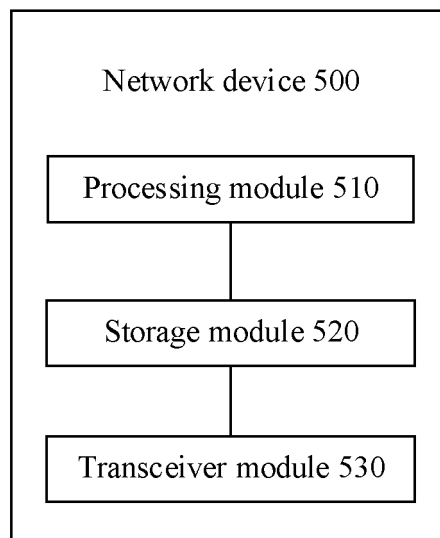 Network device 500
Processing module 510
Storage module 520
Transceiver module 530